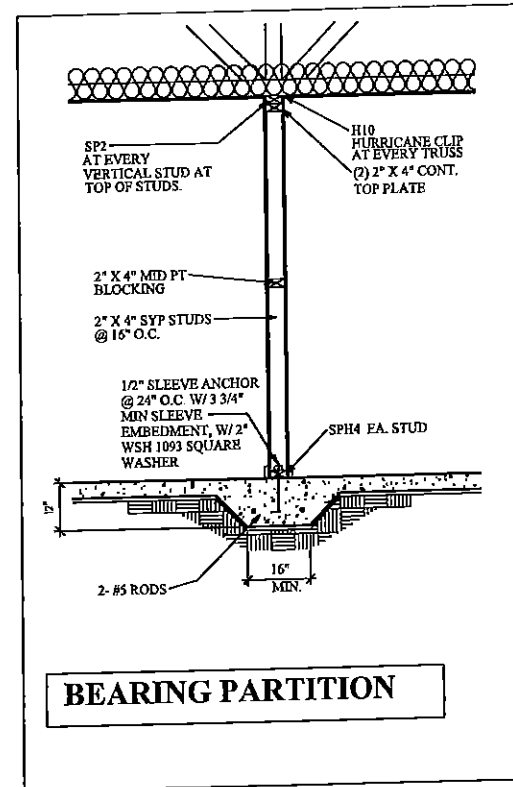 SP2
AT EVERY
VERTICAL STUD AT
TOP OF STUDS.
H10
HURRICANE CLIP
AT EVERY TRUSS
(2) 2" X 4" CONT.
TOP PLATE
2" X 4" MID PT
BLOCKING
2" X 4" SYP STUDS
@ 16" O.C.
1/2" SLEEVE ANCHOR
@ 24" O.C. W/ 3 3/4"
MIN SLEEVE
EMBEDMENT, W/ 2"
WSH 1093 SQUARE
WASHER
SPH4 EA. STUD
12"
2- #5 RODS
16"
MIN.
BEARING PARTITION